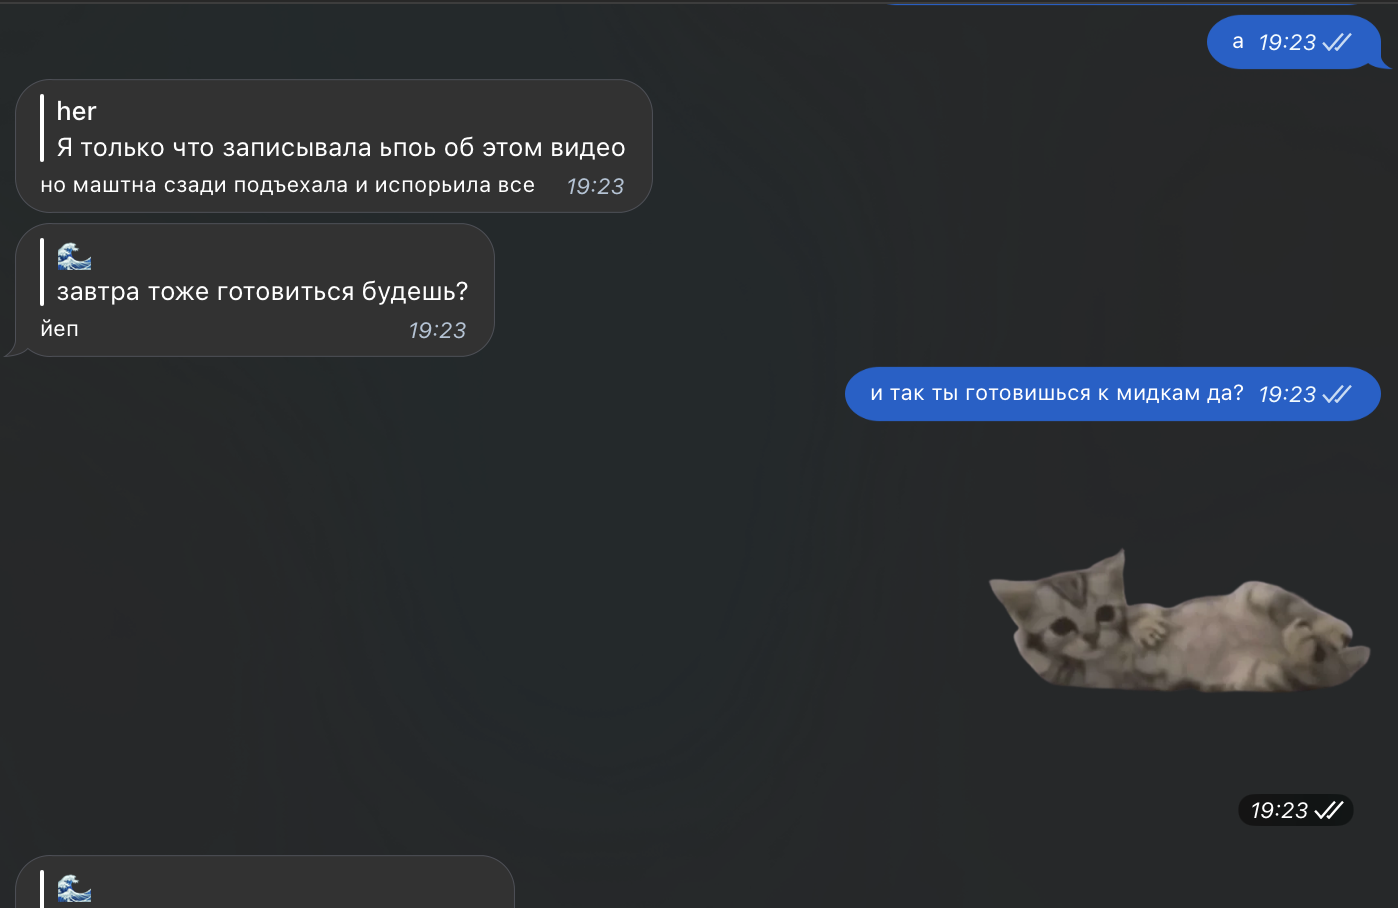 а 19:23
her
Я только что записывала ьпоь об этом видео
но маштна сзади подъехала и испорьила все 19:23
🌊
завтра тоже готовиться будешь?
йеп 19:23
и так ты готовишься к мидкам да? 19:23
19:23
🌊